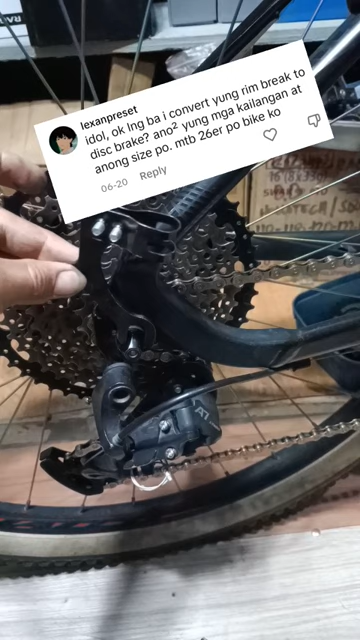 lexanpreset
idol, ok lng ba i convert yung rim break to
disc brake? ano² yung mga kailangan at
anong size po. mtb 26er po bike ko
06-20 Reply